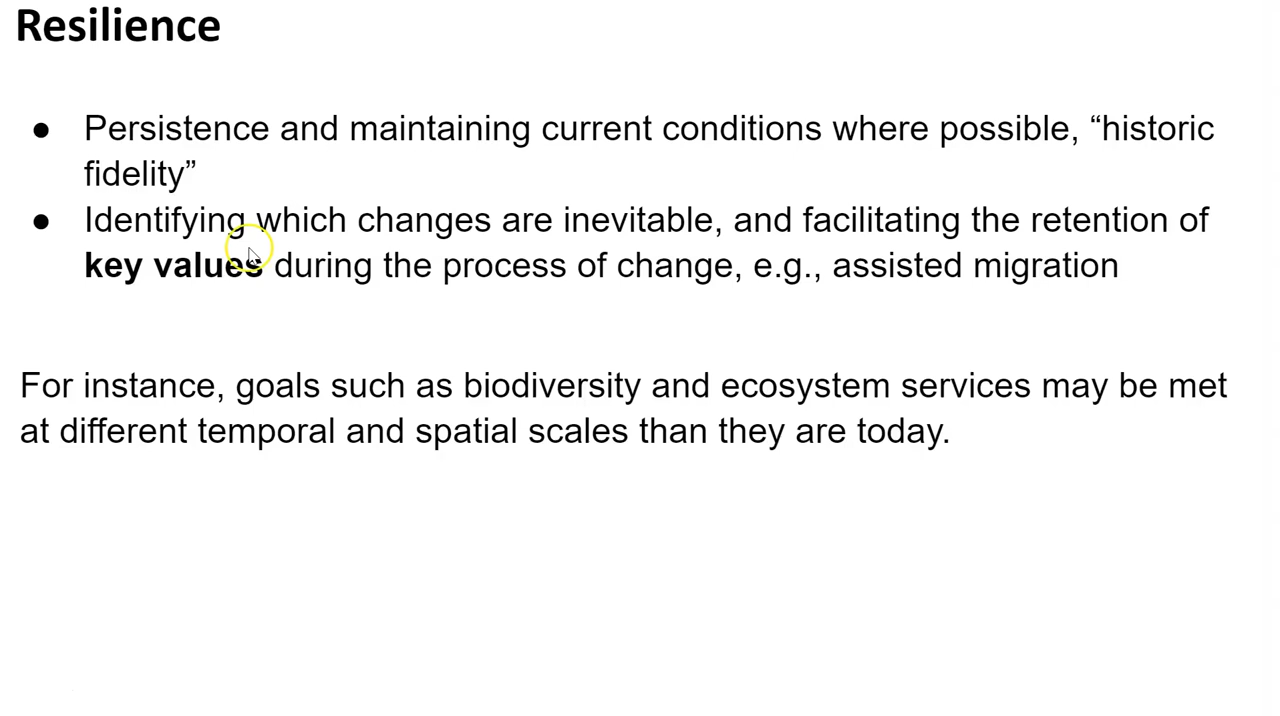 Resilience
● Persistence and maintaining current conditions where possible, “historic
fidelity”
● Identifying which changes are inevitable, and facilitating the retention of
key values during the process of change, e.g., assisted migration
For instance, goals such as biodiversity and ecosystem services may be met
at different temporal and spatial scales than they are today.